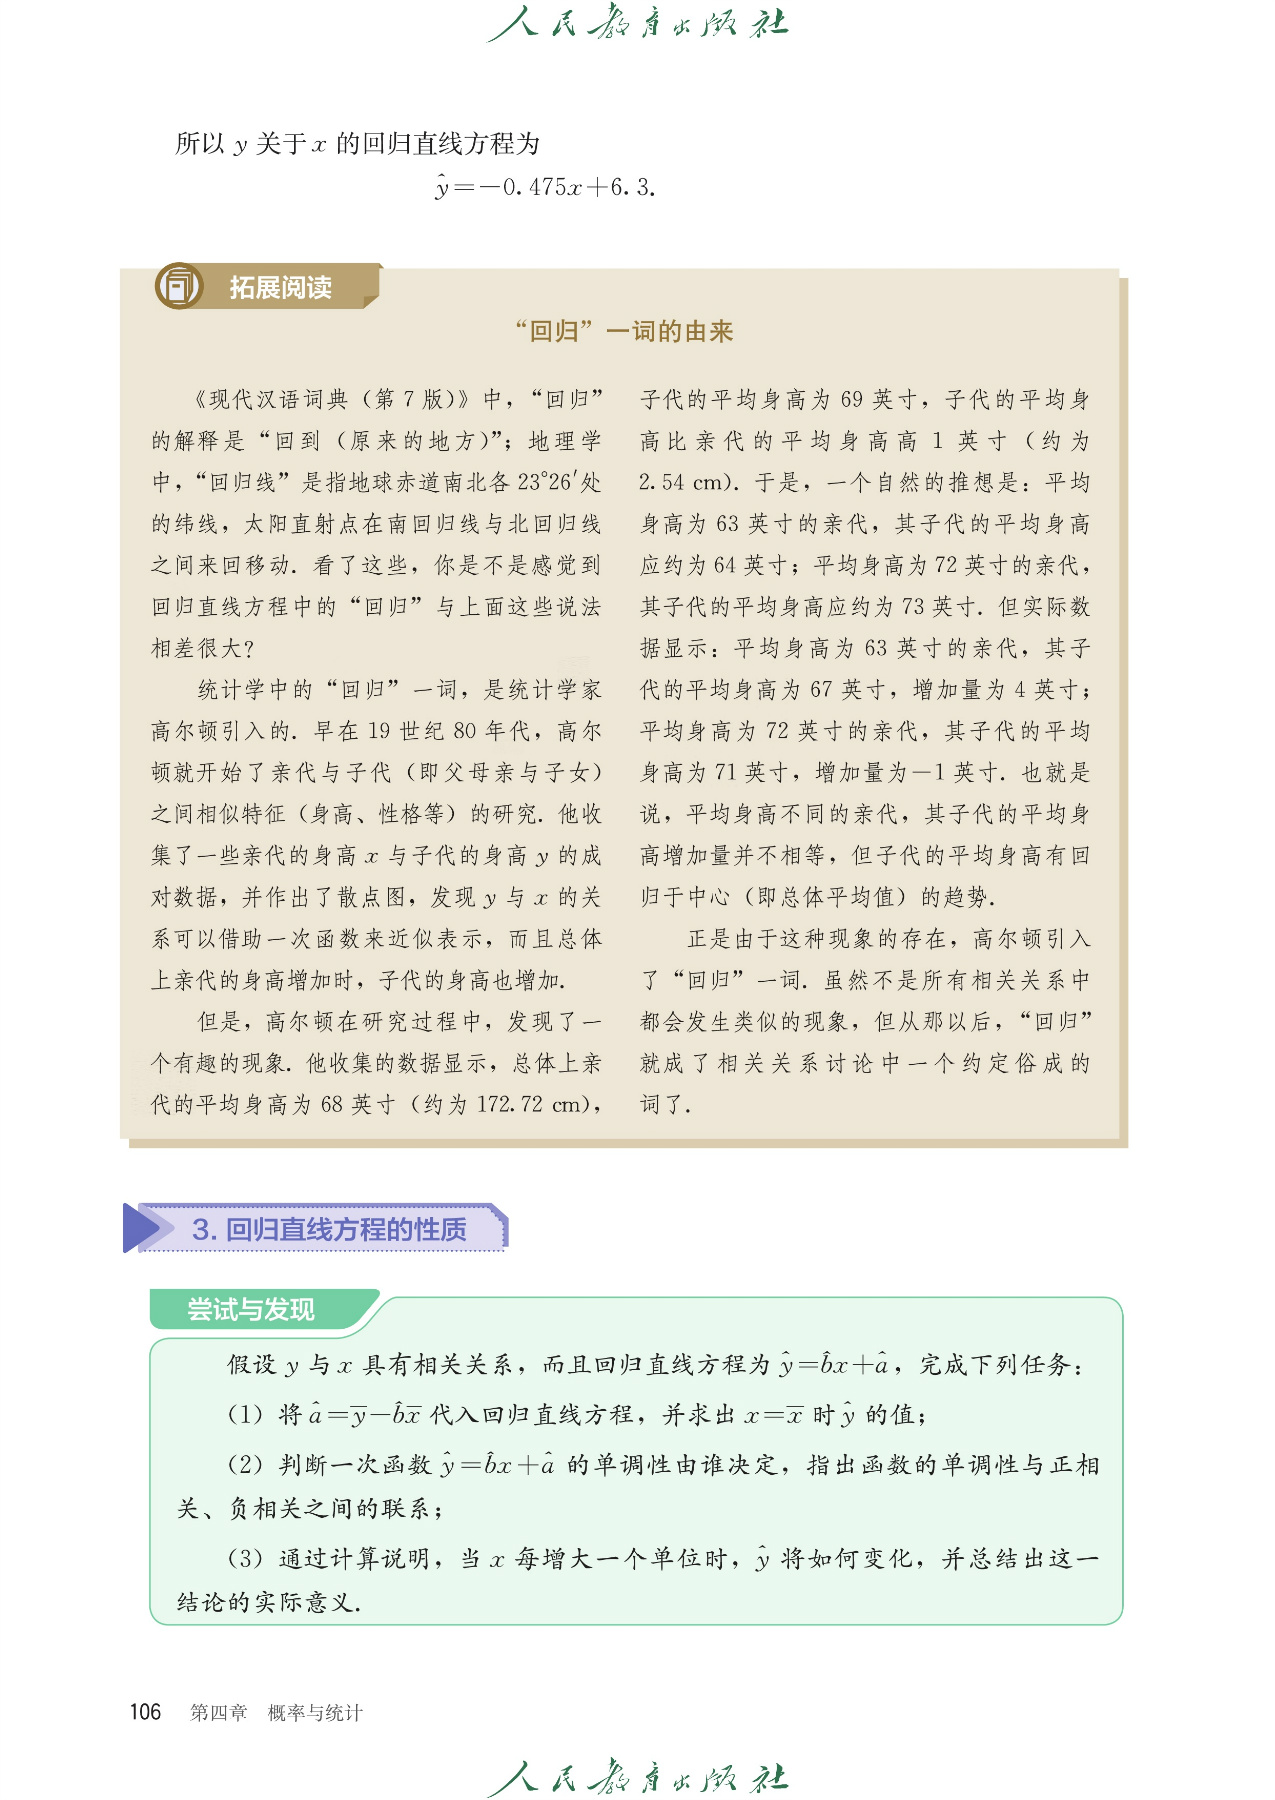 人民教育出版社
所以 y 关于 x 的回归直线方程为
ŷ=-0.475x+6.3.
拓展阅读
“回归”一词的由来
《现代汉语词典（第 7 版）》中，“回归”
的解释是“回到（原来的地方）”；地理学
中，“回归线”是指地球赤道南北各 23°26′处
的纬线，太阳直射点在南回归线与北回归线
之间来回移动．看了这些，你是不是感觉到
回归直线方程中的“回归”与上面这些说法
相差很大？
统计学中的“回归”一词，是统计学家
高尔顿引入的．早在 19 世纪 80 年代，高尔
顿就开始了亲代与子代（即父母亲与子女）
之间相似特征（身高、性格等）的研究．他收
集了一些亲代的身高 x 与子代的身高 y 的成
对数据，并作出了散点图，发现 y 与 x 的关
系可以借助一次函数来近似表示，而且总体
上亲代的身高增加时，子代的身高也增加．
但是，高尔顿在研究过程中，发现了一
个有趣的现象．他收集的数据显示，总体上亲
代的平均身高为 68 英寸（约为 172.72 cm），
子代的平均身高为 69 英寸，子代的平均身
高比亲代的平均身高高 1 英寸（约为
2.54 cm）．于是，一个自然的推想是：平均
身高为 63 英寸的亲代，其子代的平均身高
应约为 64 英寸；平均身高为 72 英寸的亲代，
其子代的平均身高应约为 73 英寸．但实际数
据显示：平均身高为 63 英寸的亲代，其子
代的平均身高为 67 英寸，增加量为 4 英寸；
平均身高为 72 英寸的亲代，其子代的平均
身高为 71 英寸，增加量为－1 英寸．也就是
说，平均身高不同的亲代，其子代的平均身
高增加量并不相等，但子代的平均身高有回
归于中心（即总体平均值）的趋势．
正是由于这种现象的存在，高尔顿引入
了“回归”一词．虽然不是所有相关关系中
都会发生类似的现象，但从那以后，“回归”
就成了相关关系讨论中一个约定俗成的
词了．
3. 回归直线方程的性质
尝试与发现
假设 y 与 x 具有相关关系，而且回归直线方程为 ŷ=b̂x+â，完成下列任务：
（1）将 â=y̅-b̂x̅ 代入回归直线方程，并求出 x=x̅ 时 ŷ 的值；
（2）判断一次函数 ŷ=b̂x+â 的单调性由谁决定，指出函数的单调性与正相
关、负相关之间的联系；
（3）通过计算说明，当 x 每增大一个单位时，ŷ 将如何变化，并总结出这一
结论的实际意义．
106 第四章 概率与统计
人民教育出版社